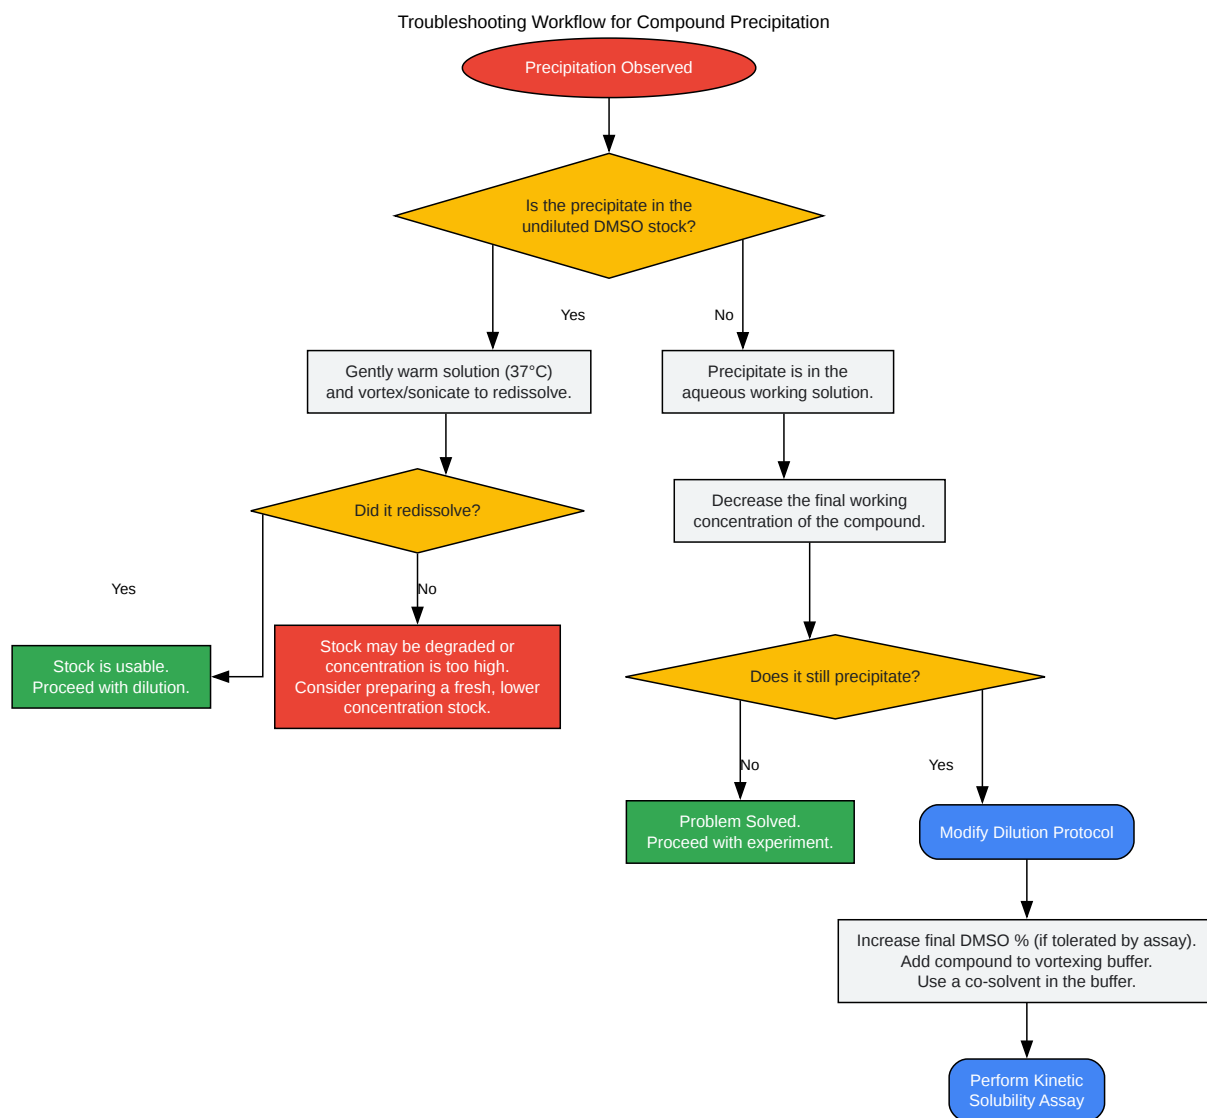 Troubleshooting Workflow for Compound Precipitation
Precipitation Observed
Is the precipitate in the
undiluted DMSO stock?
Yes
No
Gently warm solution (37°C)
and vortex/sonicate to redissolve.
Precipitate is in the
aqueous working solution.
Did it redissolve?
Decrease the final working
concentration of the compound.
Yes
No
Stock is usable.
Proceed with dilution.
Stock may be degraded or
concentration is too high.
Consider preparing a fresh, lower
concentration stock.
Does it still precipitate?
No
Yes
Problem Solved.
Proceed with experiment.
Modify Dilution Protocol
Increase final DMSO % (if tolerated by assay).
Add compound to vortexing buffer.
Use a co-solvent in the buffer.
Perform Kinetic
Solubility Assay